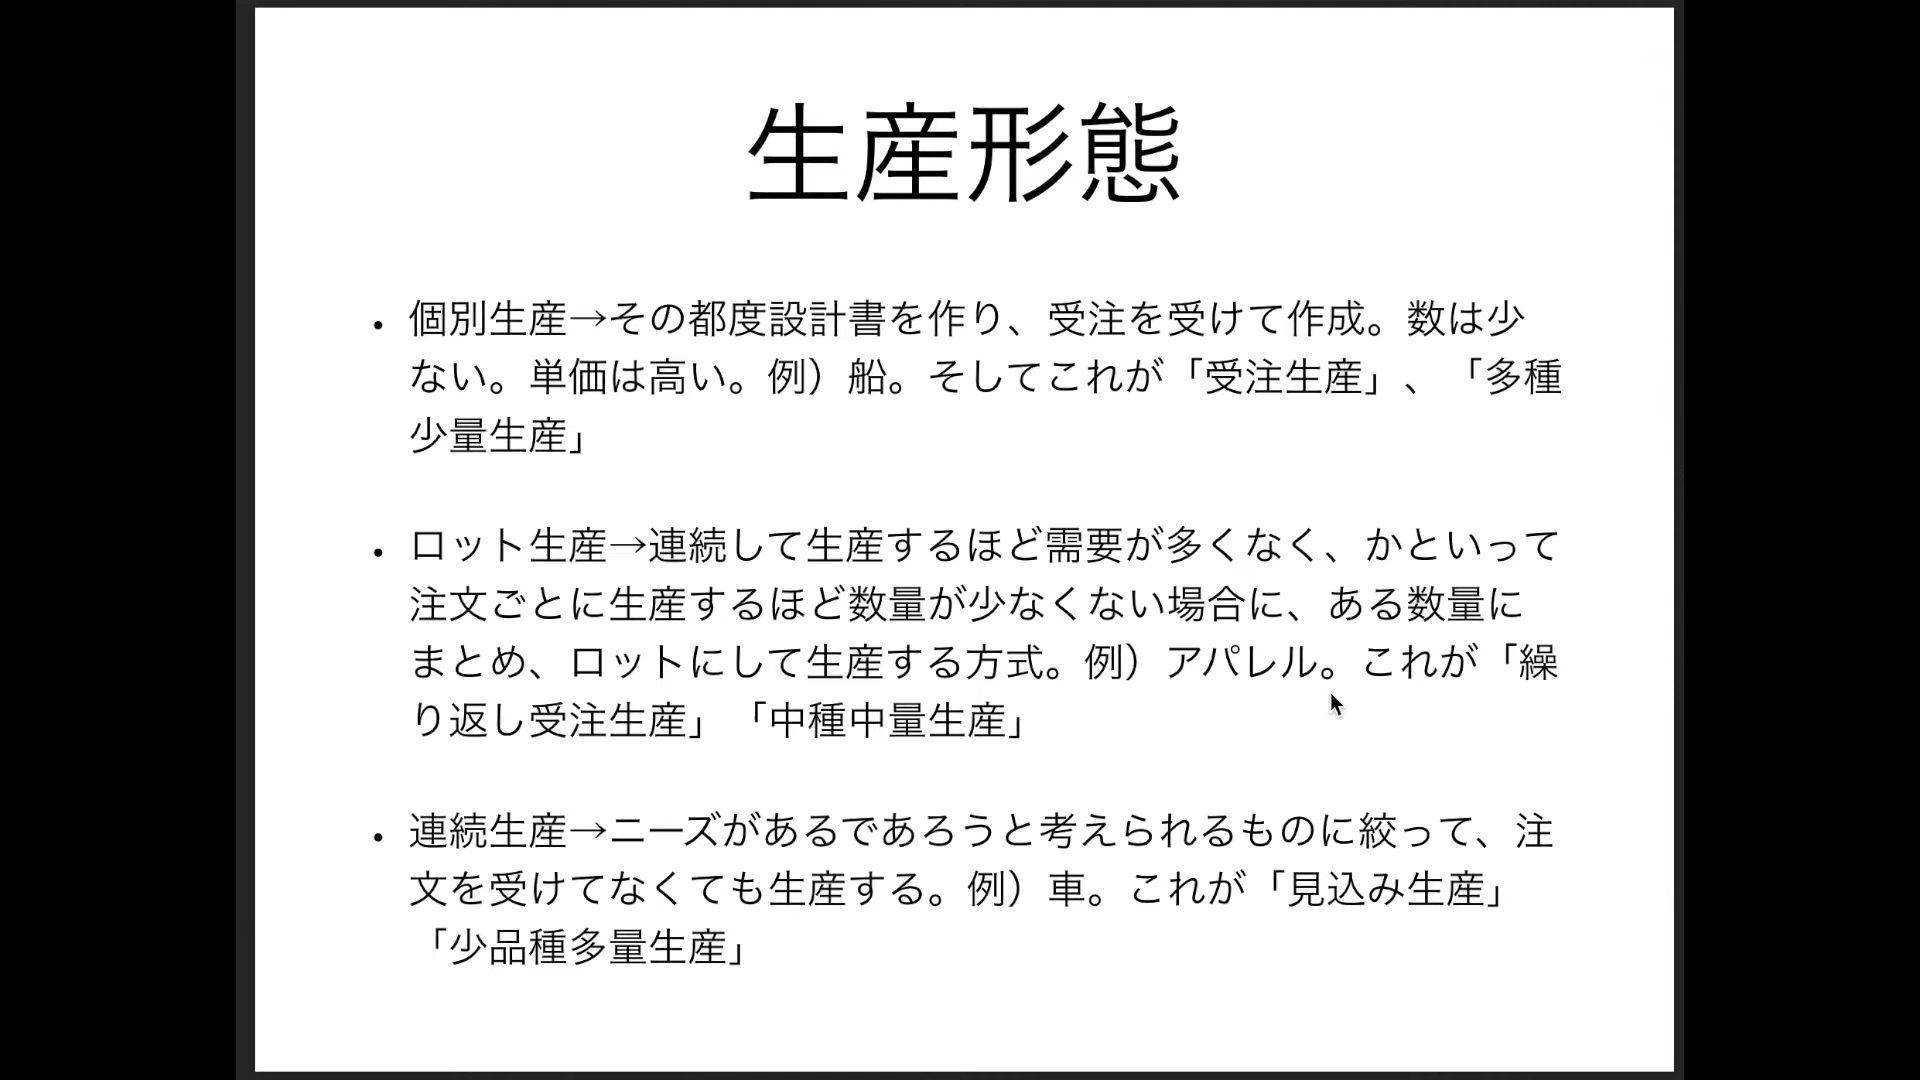 生産形態
• 個別生産→その都度設計書を作り、受注を受けて作成。数は少
ない。単価は高い。例）船。そしてこれが「受注生産」、「多種
少量生産」
• ロット生産→連続して生産するほど需要が多くなく、かといって
注文ごとに生産するほど数量が少なくない場合に、ある数量に
まとめ、ロットにして生産する方式。例）アパレル。これが「繰
り返し受注生産」「中種中量生産」
• 連続生産→ニーズがあるであろうと考えられるものに絞って、注
文を受けてなくても生産する。例）車。これが「見込み生産」
「少品種多量生産」